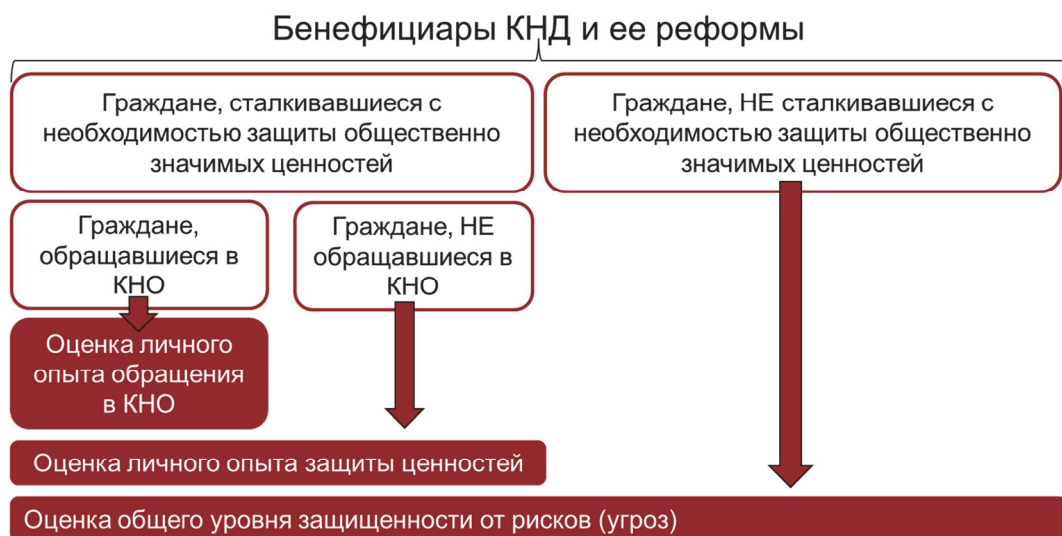 Бенефициары КНД и ее реформы
Граждане, сталкивавшиеся с
необходимостью защиты общественно
значимых ценностей
Граждане, НЕ сталкивавшиеся с
необходимостью защиты общественно
значимых ценностей
Граждане,
обращавшиеся в
КНО
Граждане, НЕ
обращавшиеся в
КНО
Оценка личного
опыта обращения
в КНО
Оценка личного опыта защиты ценностей
Оценка общего уровня защищенности от рисков (угроз)